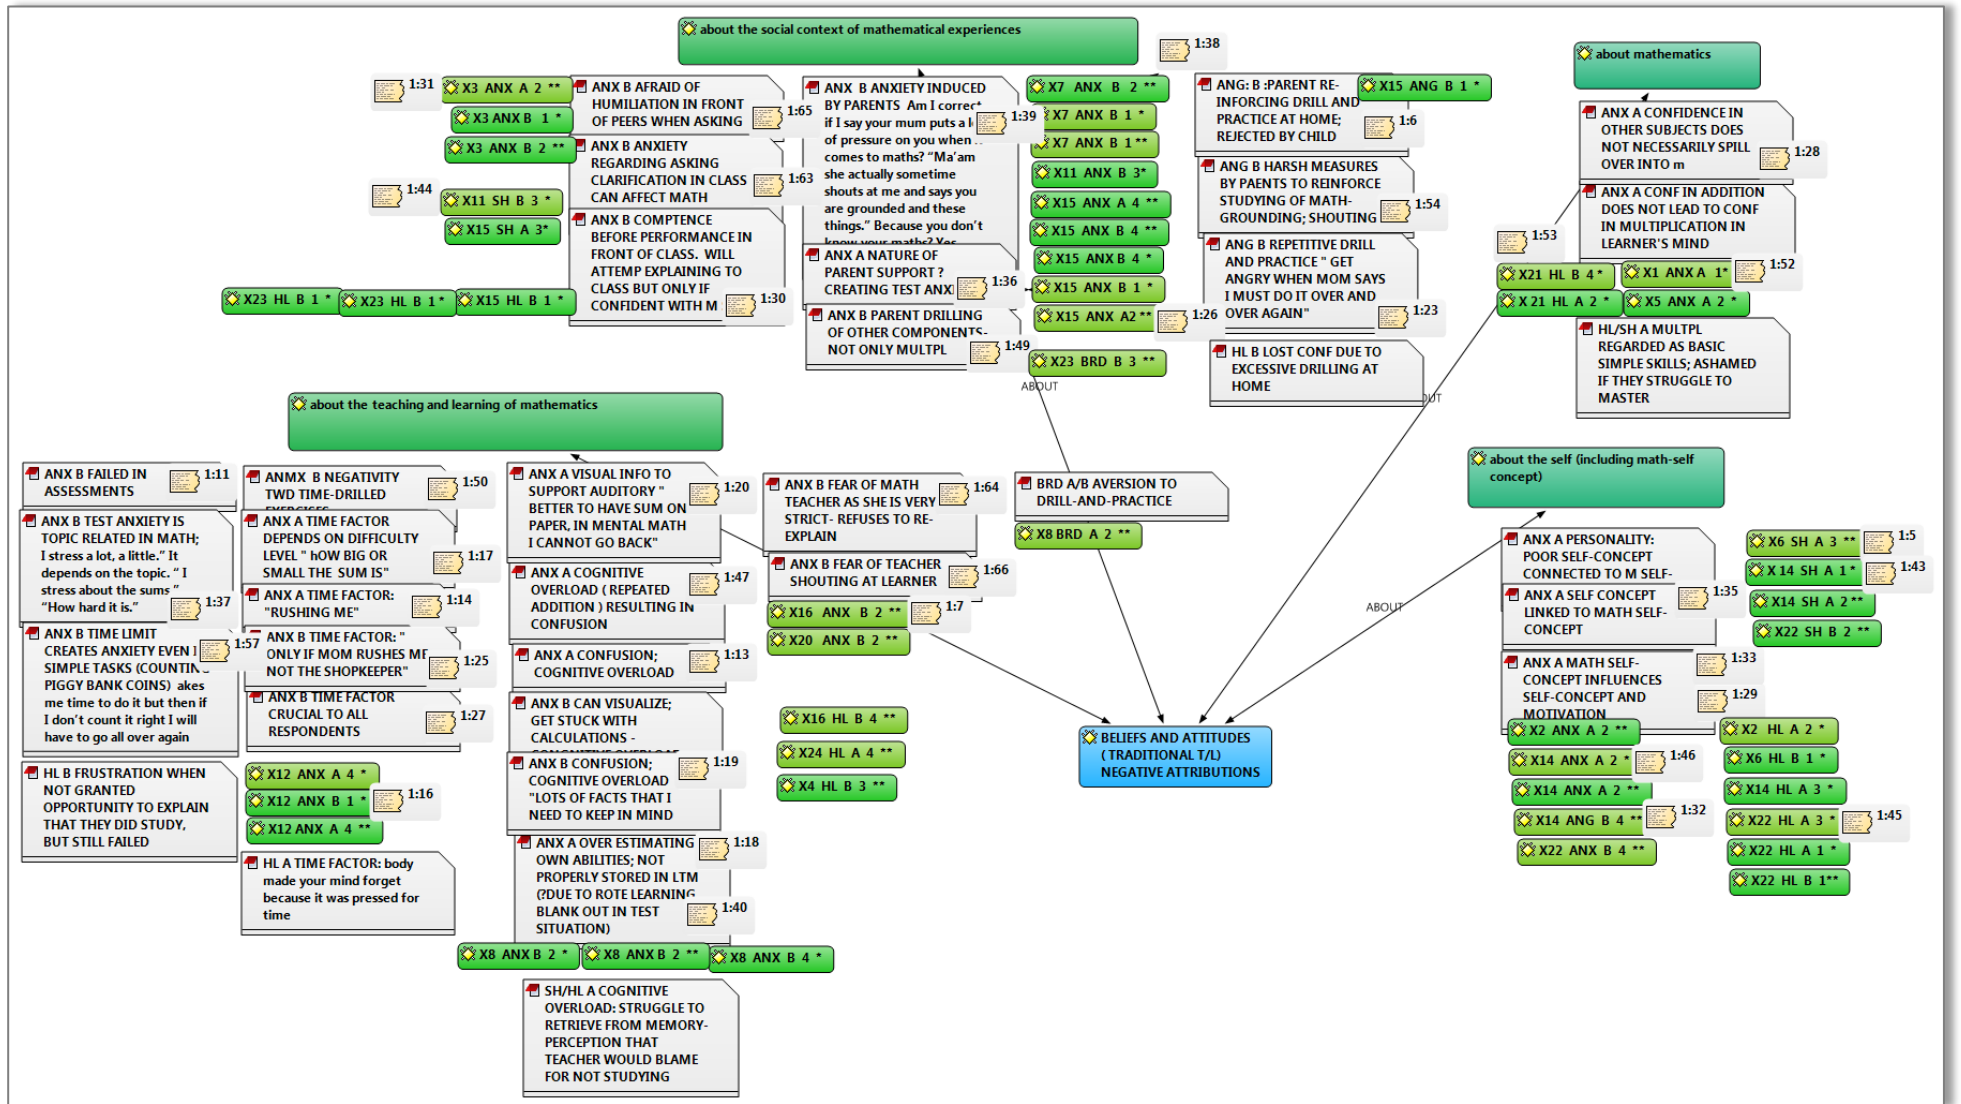 about the social context of mathematical experiences
1:38
about mathematics
1:31
X3 ANX A 2 **
X3 ANX B 1 *
X3 ANX B 2 **
1:44
X11 SH B 3 *
X15 SH A 3*
X23 HL B 1 *
X23 HL B 1 *
X15 HL B 1 *
ANX B AFRAID OF
HUMILIATION IN FRONT
OF PEERS WHEN ASKING
1:65
ANX B ANXIETY
REGARDING ASKING
CLARIFICATION IN CLASS
CAN AFFECT MATH
1:63
ANX B COMPTENCE
BEFORE PERFORMANCE IN
FRONT OF CLASS. WILL
ATTEMP EXPLAINING TO
CLASS BUT ONLY IF
CONFIDENT WITH M
1:30
ANX B ANXIETY INDUCED
BY PARENTS Am I correct
if I say your mum puts a
of pressure on you when
comes to maths? “Ma’am
she actually sometime
shouts at me and says you
are grounded and these
things.” Because you don’t
know your maths? Yes
1:39
ANX A NATURE OF
PARENT SUPPORT ?
CREATING TEST ANX
1:36
ANX B PARENT DRILLING
OF OTHER COMPONENTS-
NOT ONLY MULTPL
1:49
X7 ANX B 2 **
X7 ANX B 1 *
X7 ANX B 1 **
X11 ANX B 3*
X15 ANX A 4 **
X15 ANX B 4 **
X15 ANX B 4 *
X15 ANX B 1 *
X15 ANX A2 **
1:26
X23 BRD B 3 **
ABOUT
ANG: B :PARENT RE-
INFORCING DRILL AND
PRACTICE AT HOME;
REJECTED BY CHILD
X15 ANG B 1 *
1:6
ANG B HARSH MEASURES
BY PAENTS TO REINFORCE
STUDYING OF MATH-
GROUNDING; SHOUTING
1:54
ANG B REPETITIVE DRILL
AND PRACTICE " GET
ANGRY WHEN MOM SAYS
I MUST DO IT OVER AND
OVER AGAIN"
1:23
HL B LOST CONF DUE TO
EXCESSIVE DRILLING AT
HOME
ANX A CONFIDENCE IN
OTHER SUBJECTS DOES
NOT NECESSARILY SPILL
OVER INTO m
1:28
ANX A CONF IN ADDITION
DOES NOT LEAD TO CONF
IN MULTIPLICATION IN
LEARNER'S MIND
1:53
1:52
X21 HL B 4 *
X1 ANX A 1*
X 21 HL A 2 *
X5 ANX A 2 *
HL/SH A MULTPL
REGARDED AS BASIC
SIMPLE SKILLS; ASHAMED
IF THEY STRUGGLE TO
MASTER
about the teaching and learning of mathematics
ANX B FAILED IN
ASSESSMENTS
1:11
ANX B TEST ANXIETY IS
TOPIC RELATED IN MATH;
I stress a lot, a little.” It
depends on the topic. “ I
stress about the sums ”
“How hard it is.”
1:37
ANX B TIME LIMIT
CREATES ANXIETY EVEN
SIMPLE TASKS (COUNTING
PIGGY BANK COINS) akes
me time to do it but then if
I don’t count it right I will
have to go all over again
1:57
HL B FRUSTRATION WHEN
NOT GRANTED
OPPORTUNITY TO EXPLAIN
THAT THEY DID STUDY,
BUT STILL FAILED
ANMX B NEGATIVITY
TWD TIME-DRILLED
EXERCISES
1:50
ANX A TIME FACTOR
DEPENDS ON DIFFICULTY
LEVEL " hOW BIG OR
SMALL THE SUM IS"
1:17
ANX A TIME FACTOR:
"RUSHING ME"
1:14
ANX B TIME FACTOR: "
ONLY IF MOM RUSHES ME
NOT THE SHOPKEEPER"
1:25
ANX B TIME FACTOR
CRUCIAL TO ALL
RESPONDENTS
1:27
X12 ANX A 4 *
X12 ANX B 1 *
X12 ANX A 4 **
1:16
HL A TIME FACTOR: body
made your mind forget
because it was pressed for
time
ANX A VISUAL INFO TO
SUPPORT AUDITORY "
BETTER TO HAVE SUM ON
PAPER, IN MENTAL MATH
I CANNOT GO BACK"
1:20
ANX A COGNITIVE
OVERLOAD ( REPEATED
ADDITION ) RESULTING IN
CONFUSION
1:47
ANX A CONFUSION;
COGNITIVE OVERLOAD
1:13
ANX B CAN VISUALIZE;
GET STUCK WITH
CALCULATIONS -
ANX B CONFUSION;
COGNITIVE OVERLOAD
"LOTS OF FACTS THAT I
NEED TO KEEP IN MIND
1:19
ANX A OVER ESTIMATING
OWN ABILITIES; NOT
PROPERLY STORED IN LTM
(?DUE TO ROTE LEARNING
BLANK OUT IN TEST
SITUATION)
1:18
1:40
X8 ANX B 2 *
X8 ANX B 2 **
X8 ANX B 4 *
SH/HL A COGNITIVE
OVERLOAD: STRUGGLE TO
RETRIEVE FROM MEMORY-
PERCEPTION THAT
TEACHER WOULD BLAME
FOR NOT STUDYING
ANX B FEAR OF MATH
TEACHER AS SHE IS VERY
STRICT- REFUSES TO RE-
EXPLAIN
1:64
ANX B FEAR OF TEACHER
SHOUTING AT LEARNER
1:66
X16 ANX B 2 **
X20 ANX B 2 **
1:7
X16 HL B 4 **
X24 HL A 4 **
X4 HL B 3 **
BRD A/B AVERSION TO
DRILL-AND-PRACTICE
X8 BRD A 2 **
BELIEFS AND ATTITUDES
( TRADITIONAL T/L)
NEGATIVE ATTRIBUTIONS
ABOUT
about the self (including math-self
concept)
ANX A PERSONALITY:
POOR SELF-CONCEPT
CONNECTED TO M SELF-
ANX A SELF CONCEPT
LINKED TO MATH SELF-
CONCEPT
1:35
ANX A MATH SELF-
CONCEPT INFLUENCES
SELF-CONCEPT AND
MOTIVATION
1:33
1:29
X6 SH A 3 **
1:5
X 14 SH A 1 *
1:43
X14 SH A 2 **
X22 SH B 2 **
X2 ANX A 2 **
X14 ANX A 2 *
1:46
X14 ANX A 2 **
X14 ANG B 4 **
1:32
X22 ANX B 4 **
X2 HL A 2 *
X6 HL B 1 *
X14 HL A 3 *
X22 HL A 3 *
1:45
X22 HL A 1 *
X22 HL B 1**